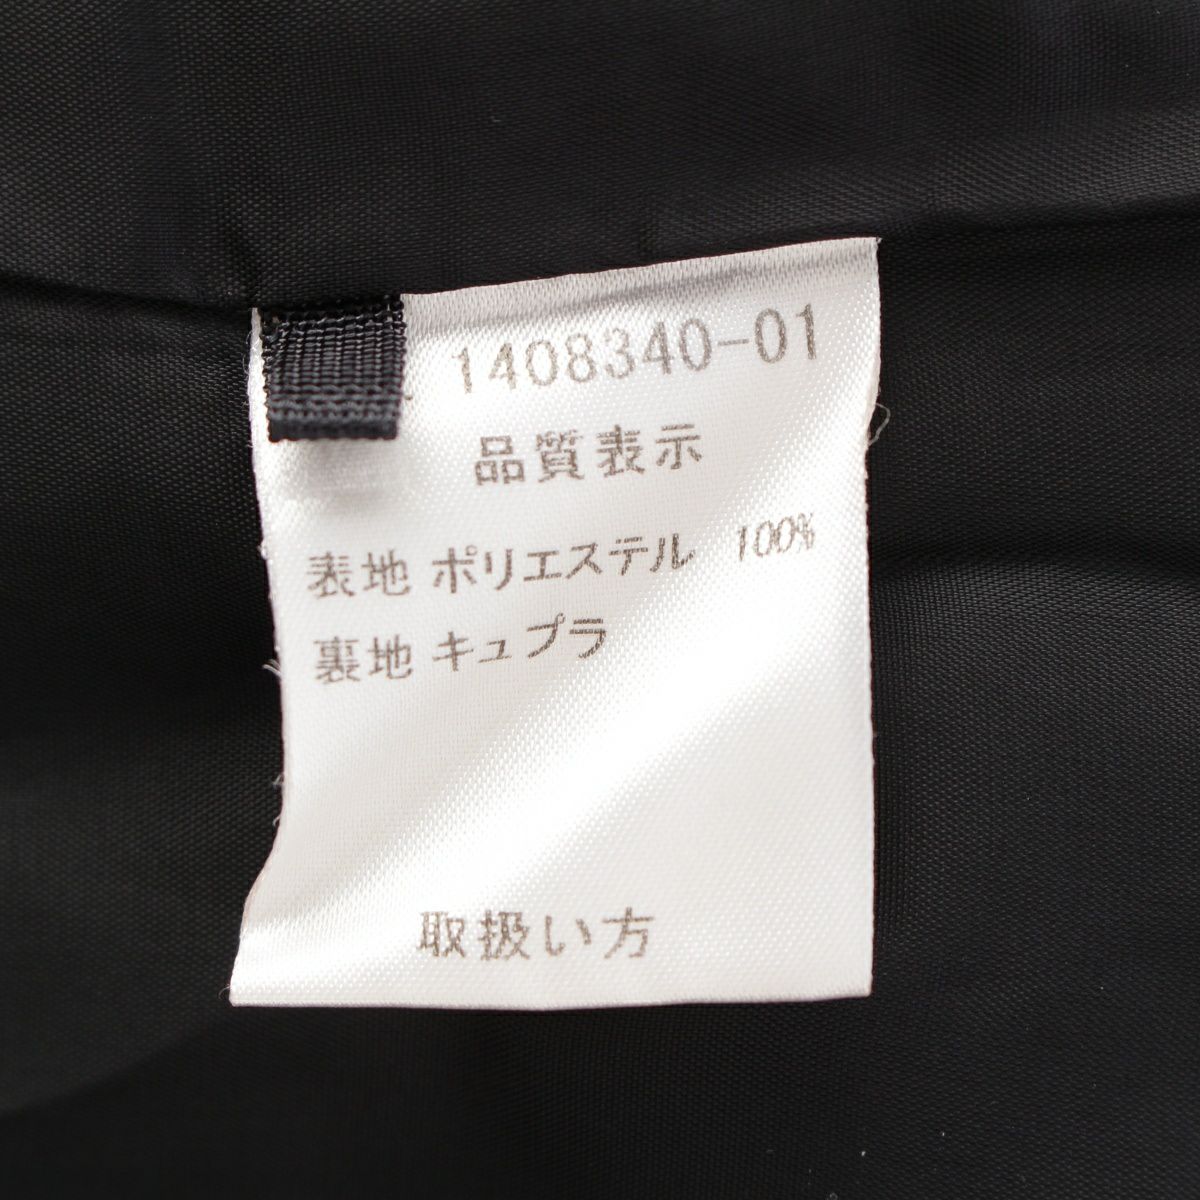 1408340-01
品質表示
表地 ポリエステル 100%
裏地 キュプラ
取扱い方